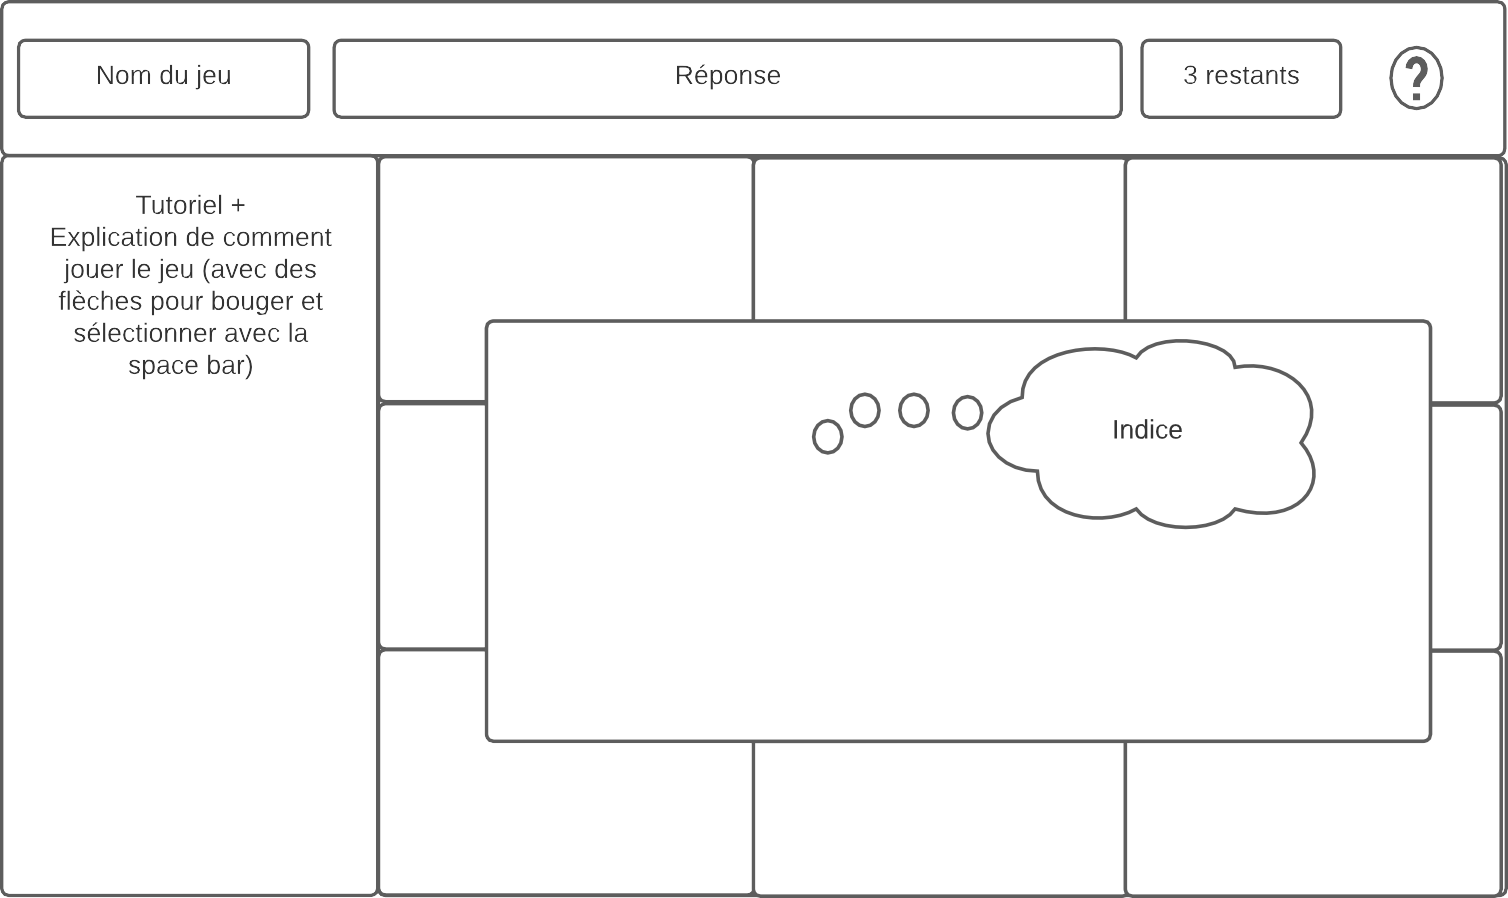 Nom du jeu
Réponse
3 restants
?
Tutoriel +
Explication de comment
jouer le jeu (avec des
flèches pour bouger et
sélectionner avec la
space bar)
Indice